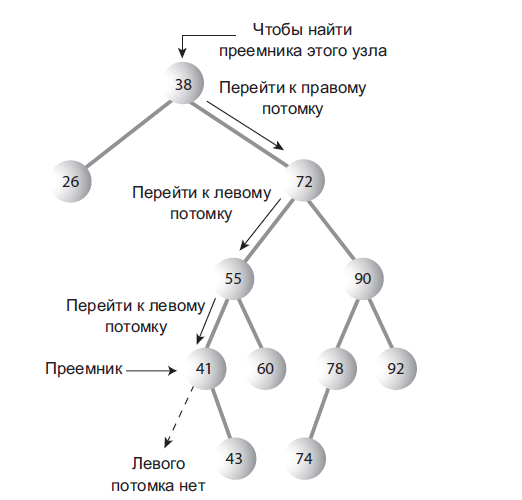 Чтобы найти
преемника этого узла
38
Перейти к правому
потомку
26
72
Перейти к левому
потомку
55
90
Перейти к левому
потомку
Преемник
41
60
78
92
43
74
Левого
потомка нет